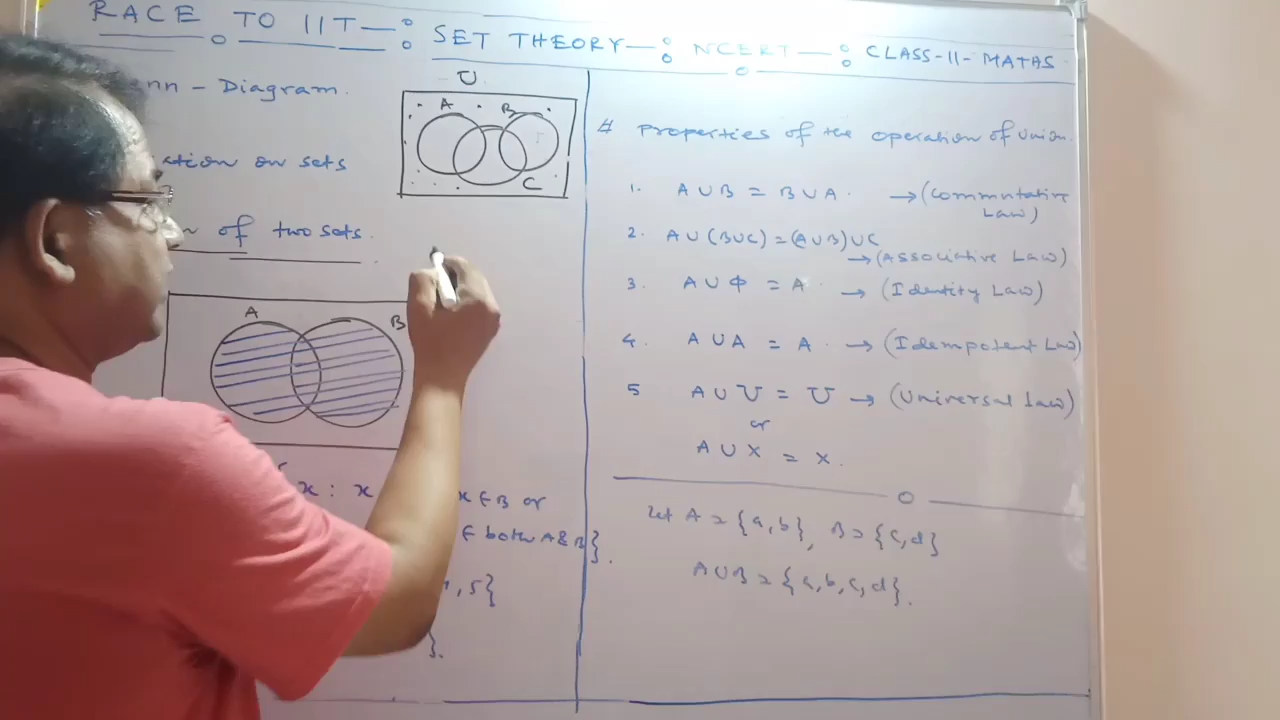 RACE TO IIT —: SET THEORY —: NCERT —: CLASS-11- MATHS
- Diagram.
U
A B
C
on sets
of two sets.
A B
x : x x ∈ B or
∈ both A & B}.
, 5}
}.
# Properties of the operation of union.
1. A ∪ B = B ∪ A. → (Commutative Law)
2. A ∪ (B ∪ C) = (A ∪ B) ∪ C
→ (Associative Law)
3. A ∪ Φ = A. → (Identity Law)
4. A ∪ A = A. → (Idempotent Law)
5 A ∪ U = U → (Universal Law)
or
A ∪ X = X.
Let A = {a, b}, B = {c, d}
A ∪ B = {a, b, c, d}.